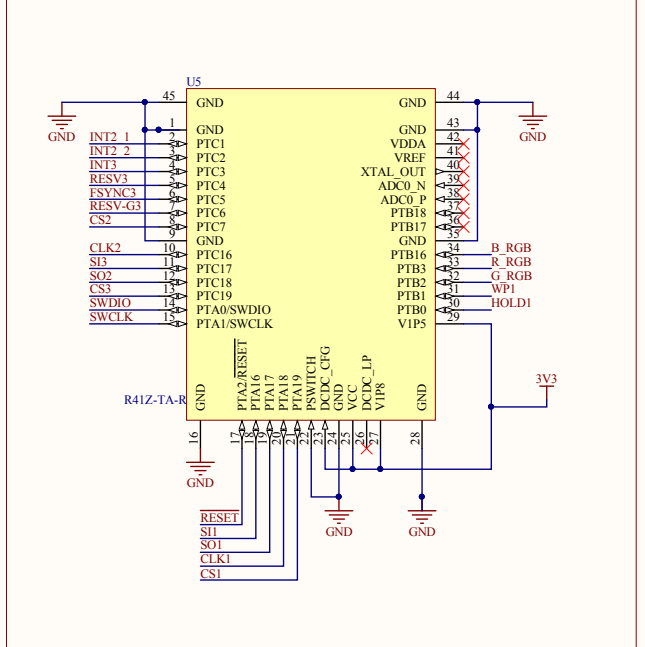 U5
45 GND GND 44
GND GND
1 GND GND 43
INT2_1 2 PTC1 VDDA 42
INT2_2 3 PTC2 VREF 41
INT3 4 PTC3 XTAL_OUT 40
RESV3 5 PTC4 ADC0_N 39
FSYNC3 6 PTC5 ADC0_P 38
RESV-G3 7 PTC6 PTB18 37
CS2 8 PTC7 PTB17 36
9 GND GND 35
CLK2 10 PTC16 PTB16 34 B_RGB
SI3 11 PTC17 PTB3 33 R_RGB
SO2 12 PTC18 PTB2 32 G_RGB
CS3 13 PTC19 PTB1 31 WP1
SWDIO 14 PTA0/SWDIO PTB0 30 HOLD1
SWCLK 15 PTA1/SWCLK V1P5 29
3V3
R41Z-TA-R
GND PTA2/RESET PTA16 PTA17 PTA18 PTA19 PSWITCH DCDC_CFG GND VCC DCDC_LP V1P8 GND
16 17 18 19 20 21 22 23 24 25 26 27 28
GND
RESET
SI1
SO1
CLK1
CS1
GND GND